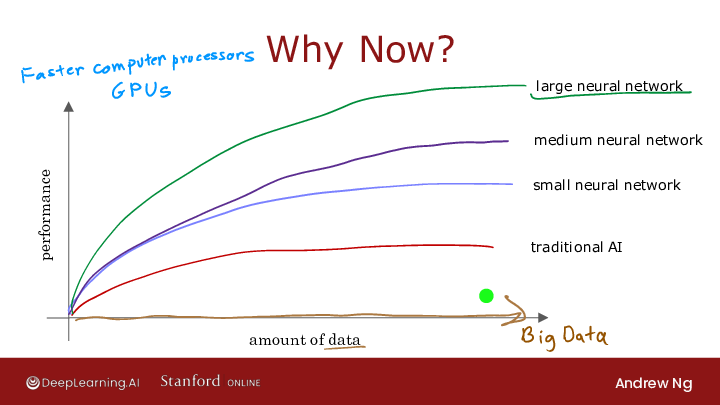 Why Now?
Faster computer processors
GPUs
large neural network
medium neural network
small neural network
traditional AI
performance
amount of data
Big Data
DeepLearning.AI
Stanford ONLINE
Andrew Ng